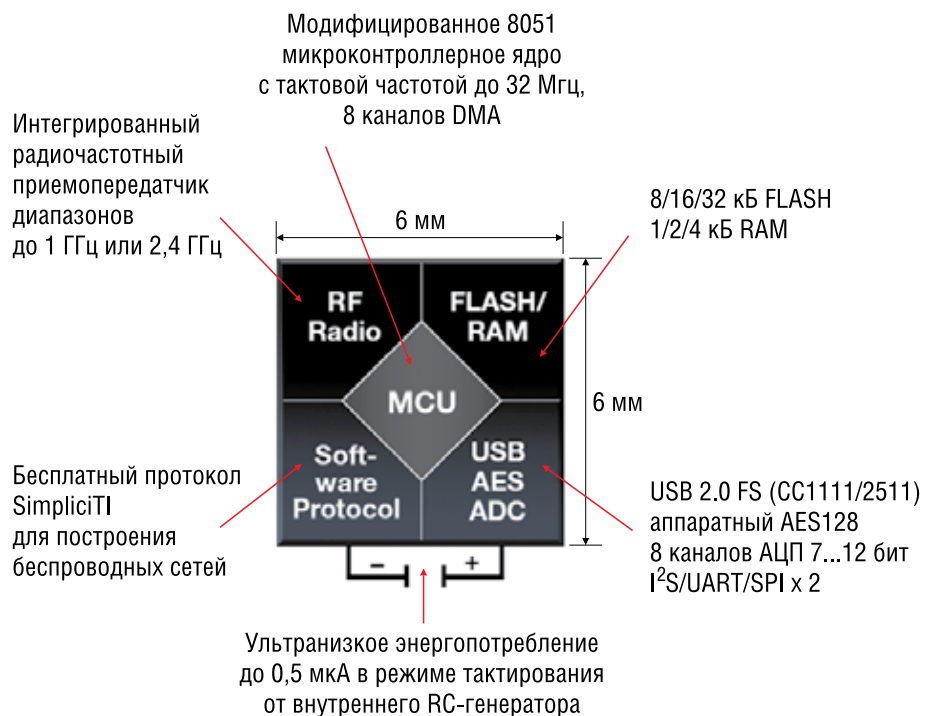 Модифицированное 8051
микроконтроллерное ядро
с тактовой частотой до 32 Мгц,
8 каналов DMA
Интегрированный
радиочастотный
приемопередатчик
диапазонов
до 1 ГГц или 2,4 ГГц
8/16/32 кБ FLASH
1/2/4 кБ RAM
6 мм
RF
Radio
FLASH/
RAM
MCU
6 мм
Soft-
ware
Protocol
USB
AES
ADC
Бесплатный протокол
SimpliciTI
для построения
беспроводных сетей
USB 2.0 FS (CC1111/2511)
аппаратный AES128
8 каналов АЦП 7...12 бит
I²S/UART/SPI x 2
– +
Ультранизкое энергопотребление
до 0,5 мкА в режиме тактирования
от внутреннего RC-генератора